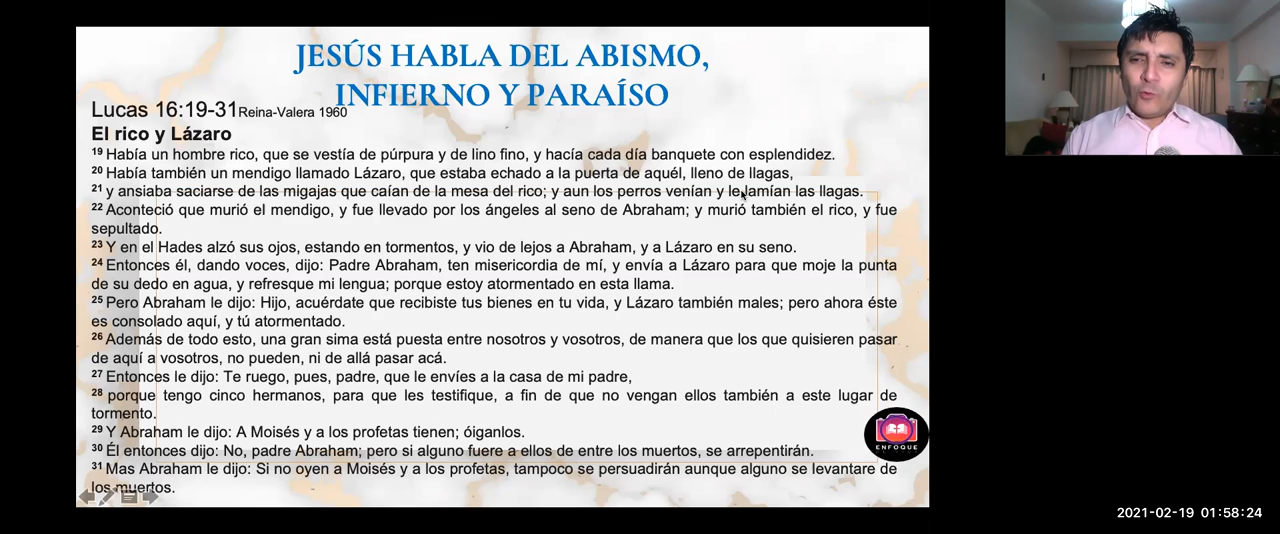 JESÚS HABLA DEL ABISMO,
INFIERNO Y PARAÍSO
Lucas 16:19-31 Reina-Valera 1960
El rico y Lázaro
19 Había un hombre rico, que se vestía de púrpura y de lino fino, y hacía cada día banquete con esplendidez.
20 Había también un mendigo llamado Lázaro, que estaba echado a la puerta de aquél, lleno de llagas,
21 y ansiaba saciarse de las migajas que caían de la mesa del rico; y aun los perros venían y le lamían las llagas.
22 Aconteció que murió el mendigo, y fue llevado por los ángeles al seno de Abraham; y murió también el rico, y fue
sepultado.
23 Y en el Hades alzó sus ojos, estando en tormentos, y vio de lejos a Abraham, y a Lázaro en su seno.
24 Entonces él, dando voces, dijo: Padre Abraham, ten misericordia de mí, y envía a Lázaro para que moje la punta
de su dedo en agua, y refresque mi lengua; porque estoy atormentado en esta llama.
25 Pero Abraham le dijo: Hijo, acuérdate que recibiste tus bienes en tu vida, y Lázaro también males; pero ahora éste
es consolado aquí, y tú atormentado.
26 Además de todo esto, una gran sima está puesta entre nosotros y vosotros, de manera que los que quisieren pasar
de aquí a vosotros, no pueden, ni de allá pasar acá.
27 Entonces le dijo: Te ruego, pues, padre, que le envíes a la casa de mi padre,
28 porque tengo cinco hermanos, para que les testifique, a fin de que no vengan ellos también a este lugar de
tormento.
29 Y Abraham le dijo: A Moisés y a los profetas tienen; óiganlos.
30 Él entonces dijo: No, padre Abraham; pero si alguno fuere a ellos de entre los muertos, se arrepentirán.
31 Mas Abraham le dijo: Si no oyen a Moisés y a los profetas, tampoco se persuadirán aunque alguno se levantare de
los muertos.
ENFOQUE
2021-02-19 01:58:24